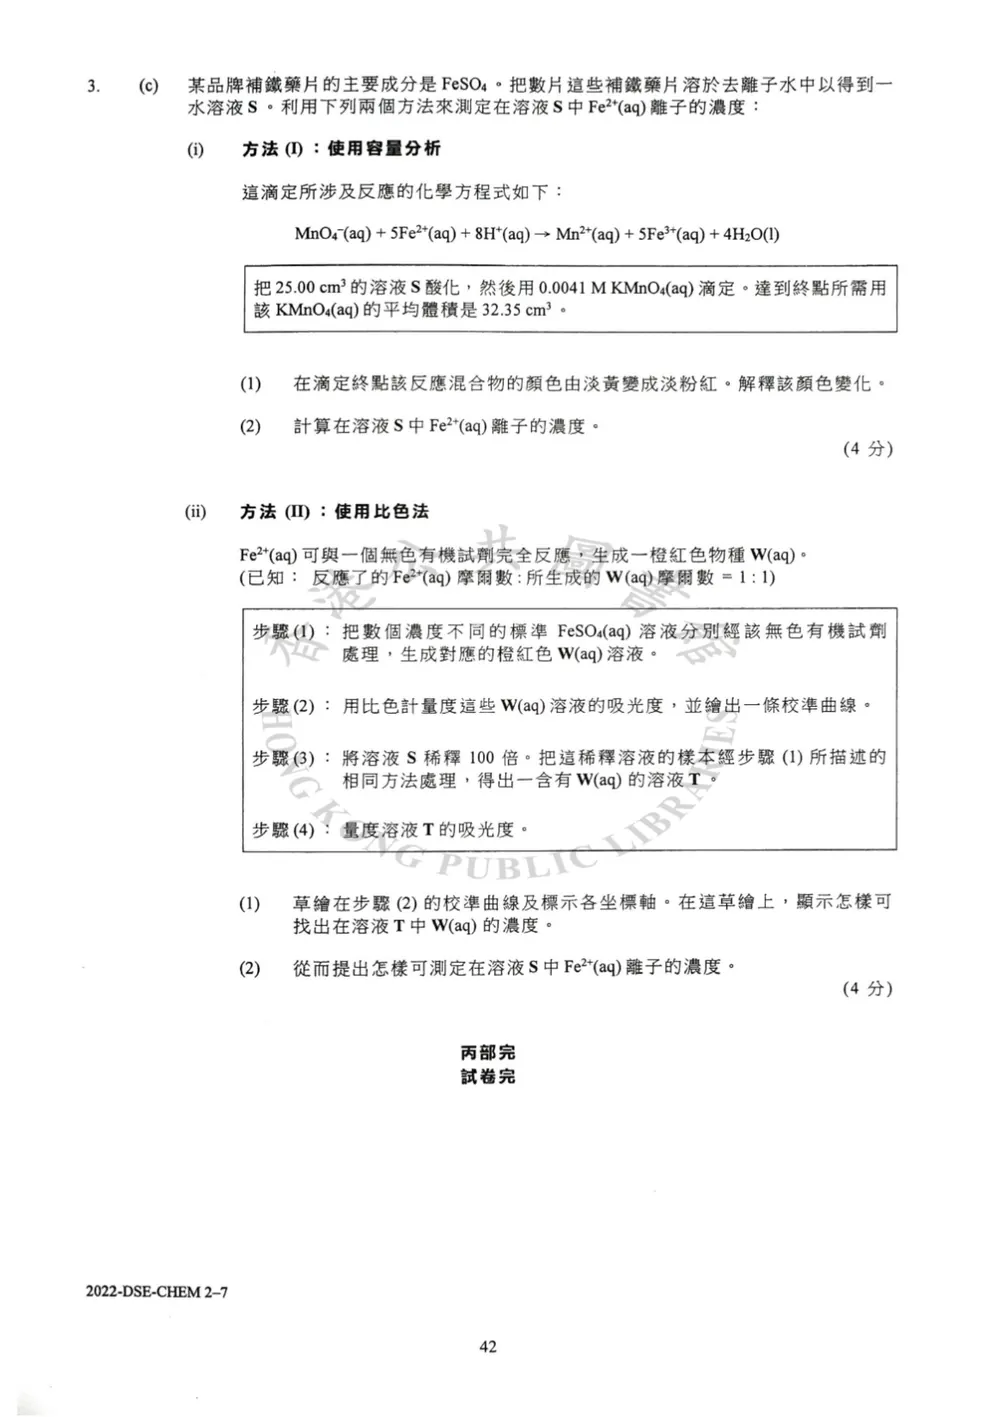 3. (c) 某品牌補鐵藥片的主要成分是 FeSO₄。把數片這些補鐵藥片溶於去離子水中以得到一
水溶液 S。利用下列兩個方法來測定在溶液 S 中 Fe²⁺(aq) 離子的濃度：
(i) 方法 (I)：使用容量分析
這滴定所涉及反應的化學方程式如下：
MnO₄⁻(aq) + 5Fe²⁺(aq) + 8H⁺(aq) → Mn²⁺(aq) + 5Fe³⁺(aq) + 4H₂O(l)
把 25.00 cm³ 的溶液 S 酸化，然後用 0.0041 M KMnO₄(aq) 滴定。達到終點所需用
該 KMnO₄(aq) 的平均體積是 32.35 cm³。
(1) 在滴定終點該反應混合物的顏色由淡黃變成淡粉紅。解釋該顏色變化。
(2) 計算在溶液 S 中 Fe²⁺(aq) 離子的濃度。
(4 分)
(ii) 方法 (II)：使用比色法
Fe²⁺(aq) 可與一個無色有機試劑完全反應，生成一橙紅色物種 W(aq)。
(已知： 反應了的 Fe²⁺(aq) 摩爾數 : 所生成的 W(aq) 摩爾數 = 1 : 1)
步驟 (1)： 把數個濃度不同的標準 FeSO₄(aq) 溶液分別經該無色有機試劑
處理，生成對應的橙紅色 W(aq) 溶液。
步驟 (2)： 用比色計量度這些 W(aq) 溶液的吸光度，並繪出一條校準曲線。
步驟 (3)： 將溶液 S 稀釋 100 倍。把這稀釋溶液的樣本經步驟 (1) 所描述的
相同方法處理，得出一含有 W(aq) 的溶液 T。
步驟 (4)： 量度溶液 T 的吸光度。
香港公共圖書館
HONG KONG PUBLIC LIBRARIES
(1) 草繪在步驟 (2) 的校準曲線及標示各坐標軸。在這草繪上，顯示怎樣可
找出在溶液 T 中 W(aq) 的濃度。
(2) 從而提出怎樣可測定在溶液 S 中 Fe²⁺(aq) 離子的濃度。
(4 分)
丙部完
試卷完
2022-DSE-CHEM 2–7
42